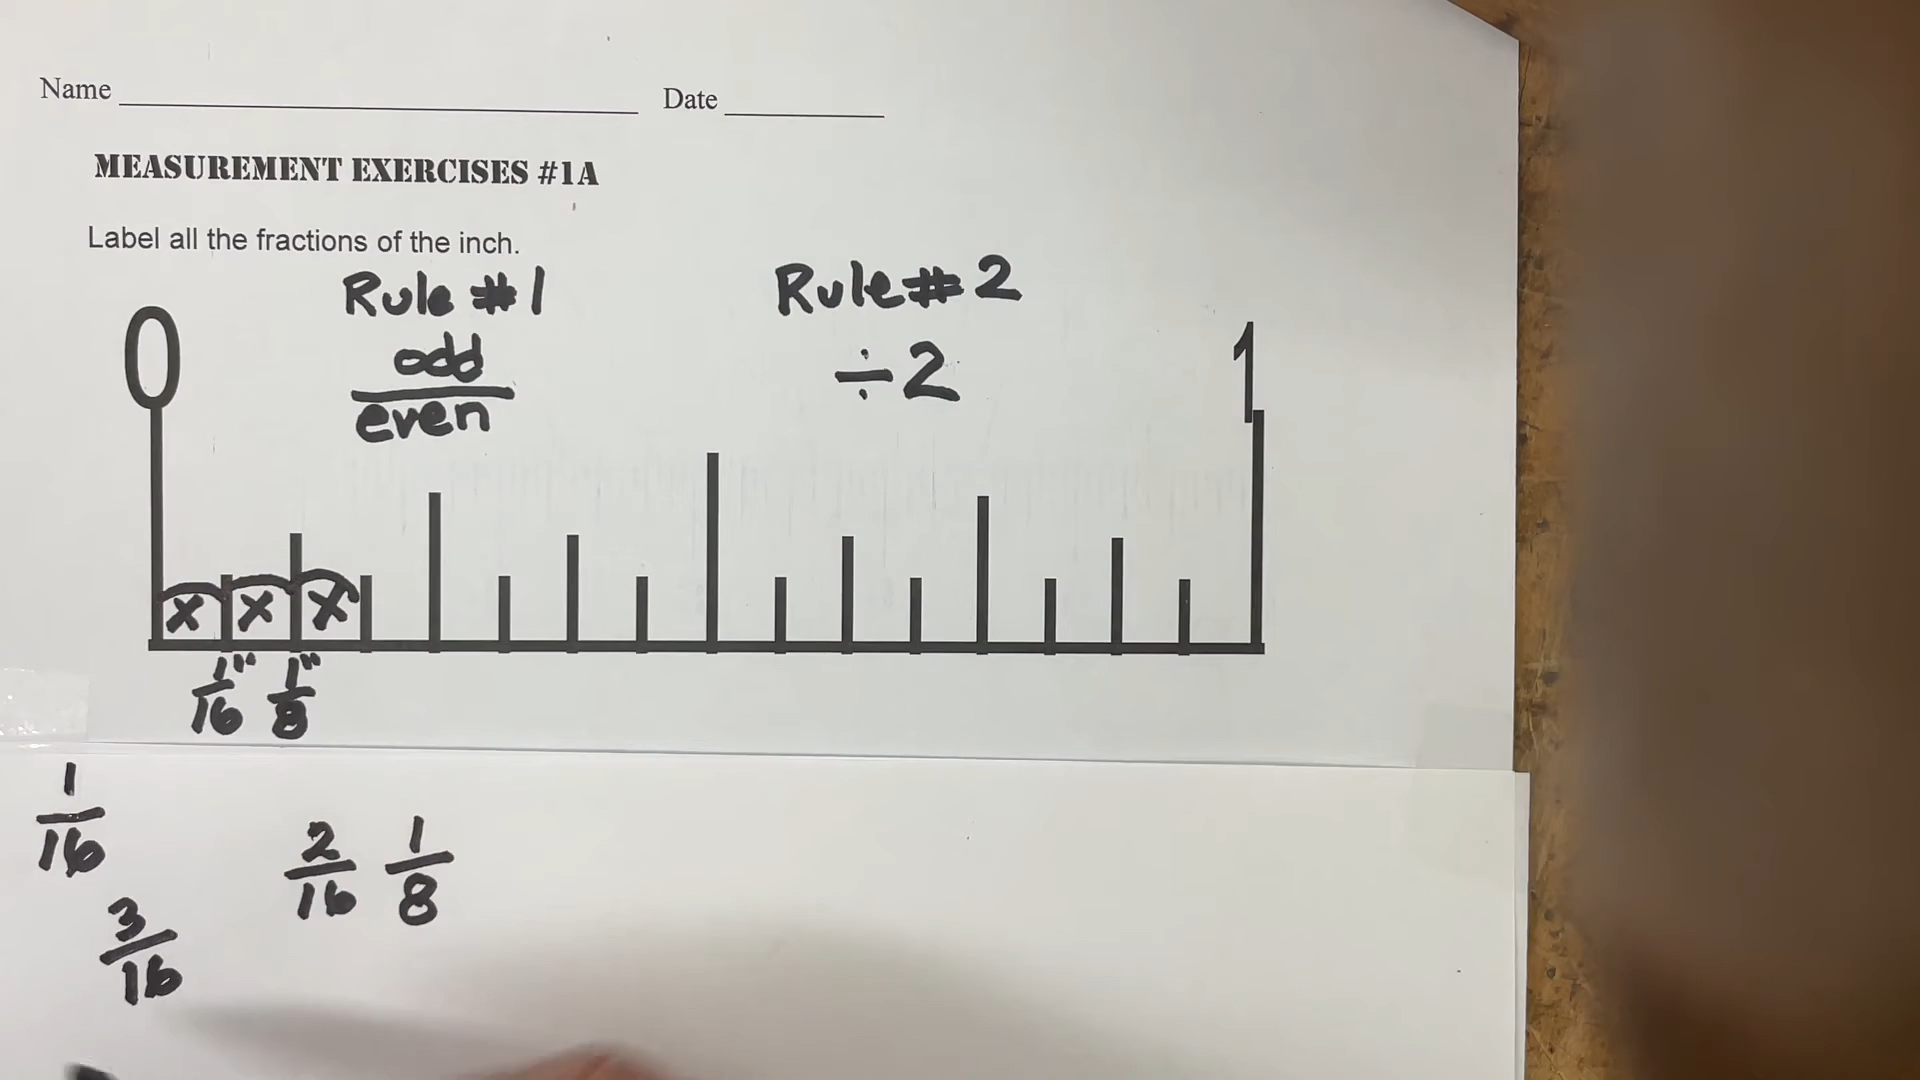 Name Date
MEASUREMENT EXERCISES #1A
Label all the fractions of the inch.
Rule #1 Rule #2
odd
even
÷2
0 1
x x x
1/16" 1/8"
1/16
2/16 1/8
3/16